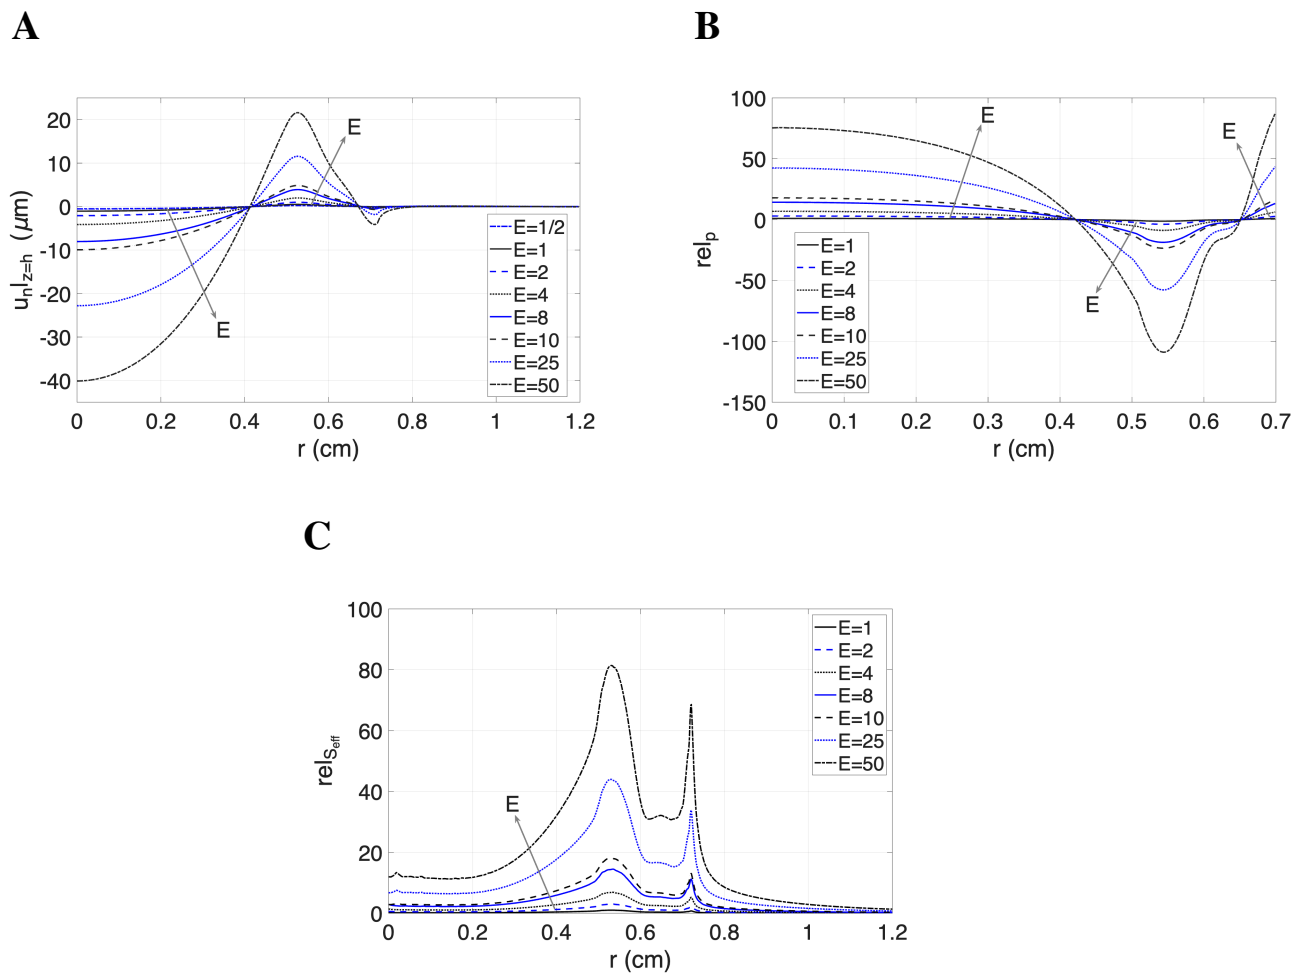 A
B
20
10
0
-10
-20
-30
-40
uₙ|z=h (μm)
E
E
E=1/2
E=1
E=2
E=4
E=8
E=10
E=25
E=50
0
0.2
0.4
0.6
0.8
1
1.2
r (cm)
100
50
0
-50
-100
-150
relₚ
E
E
E
E=1
E=2
E=4
E=8
E=10
E=25
E=50
0
0.1
0.2
0.3
0.4
0.5
0.6
0.7
r (cm)
C
100
80
60
40
20
0
rel_S_eff
E
E=1
E=2
E=4
E=8
E=10
E=25
E=50
0
0.2
0.4
0.6
0.8
1
1.2
r (cm)